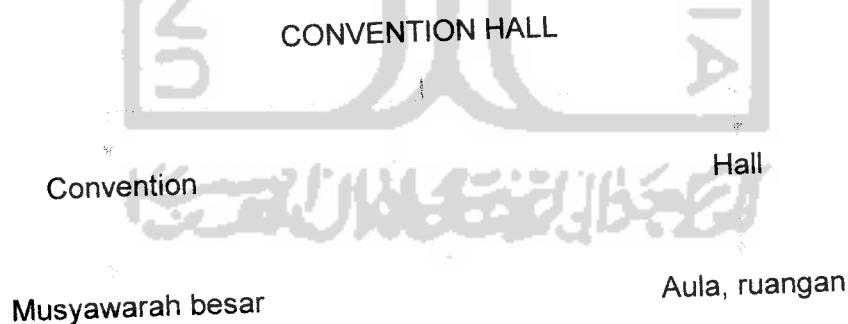 CONVENTION HALL
Convention
Hall
Musyawarah besar
Aula, ruangan